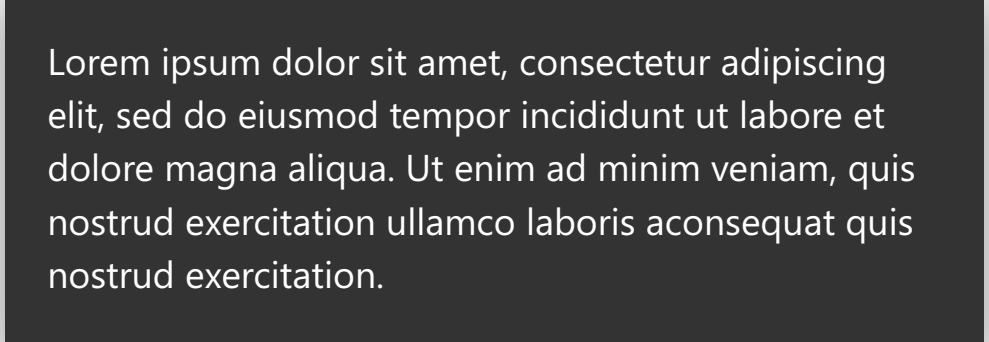 Lorem ipsum dolor sit amet, consectetur adipiscing
elit, sed do eiusmod tempor incididunt ut labore et
dolore magna aliqua. Ut enim ad minim veniam, quis
nostrud exercitation ullamco laboris aconsequat quis
nostrud exercitation.